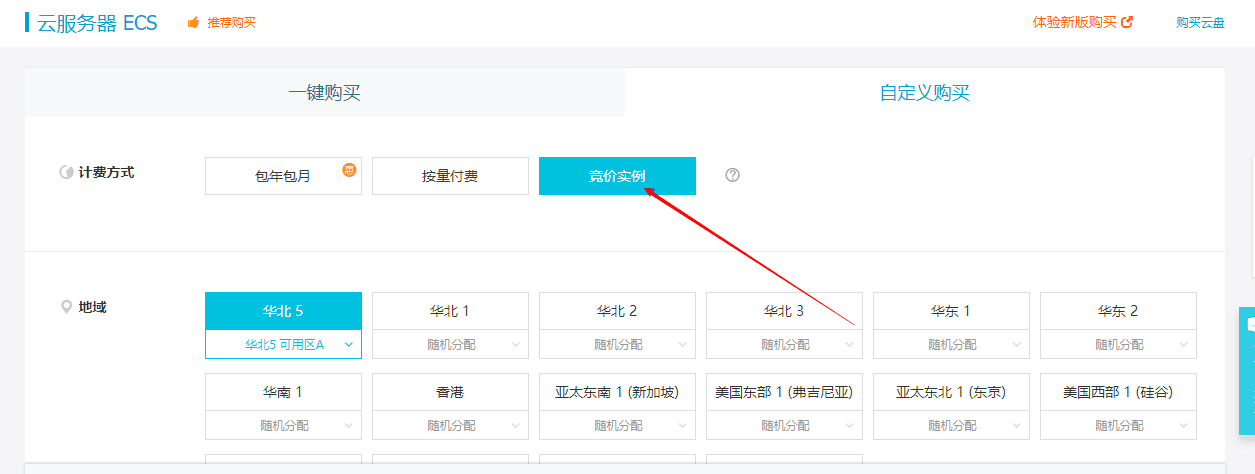 云服务器 ECS 推荐购买 体验新版购买 购买云盘
一键购买 自定义购买
计费方式 包年包月 惠 按量付费 竞价实例 ?
地域 华北 5 华北 1 华北 2 华北 3 华东 1 华东 2
华北5 可用区A 随机分配 随机分配 随机分配 随机分配 随机分配
华南 1 香港 亚太东南 1 (新加坡) 美国东部 1 (弗吉尼亚) 亚太东北 1 (东京) 美国西部 1 (硅谷)
随机分配 随机分配 随机分配 随机分配 随机分配 随机分配